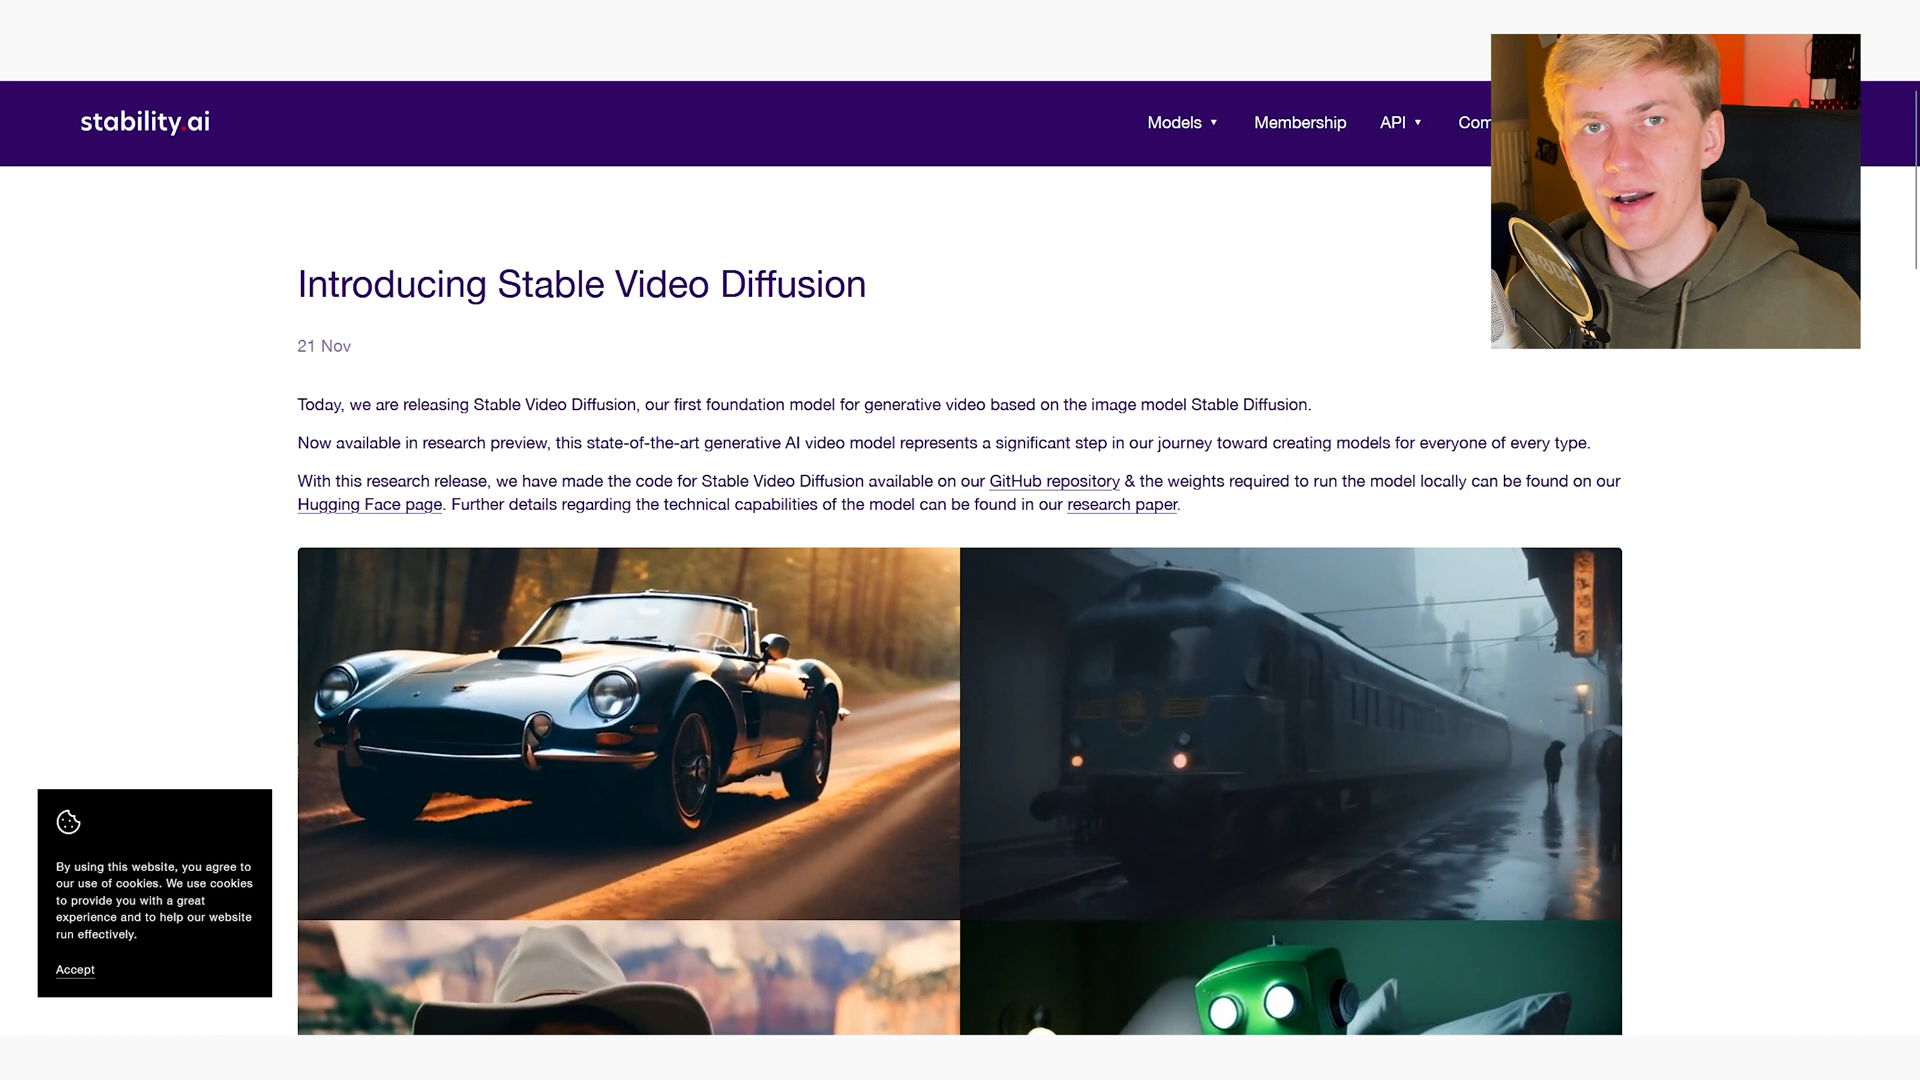 stability.ai
Models ▼
Membership
API ▼
Com
Introducing Stable Video Diffusion
21 Nov
Today, we are releasing Stable Video Diffusion, our first foundation model for generative video based on the image model Stable Diffusion.
Now available in research preview, this state-of-the-art generative AI video model represents a significant step in our journey toward creating models for everyone of every type.
With this research release, we have made the code for Stable Video Diffusion available on our GitHub repository & the weights required to run the model locally can be found on our
Hugging Face page. Further details regarding the technical capabilities of the model can be found in our research paper.
By using this website, you agree to
our use of cookies. We use cookies
to provide you with a great
experience and to help our website
run effectively.
Accept
RØDE